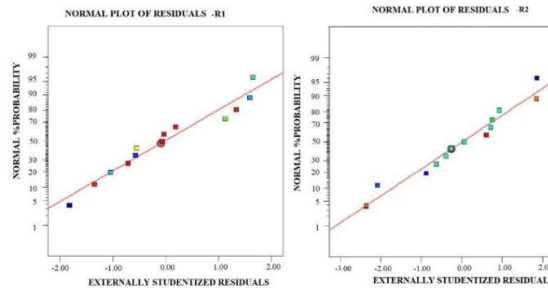 NORMAL PLOT OF RESIDUALS -R1
NORMAL %PROBABILITY
99
95
90
80
70
50
30
20
10
5
1
-2.00 -1.00 0.00 1.00 2.00
EXTERNALLY STUDENTIZED RESIDUALS
NORMAL PLOT OF RESIDUALS -R2
NORMAL %PROBABILITY
99
95
90
80
70
50
30
20
10
5
1
-3.00 -2.00 -1.00 0.00 1.00 2.0
EXTERNALLY STUDENTIZED RESIDUALS